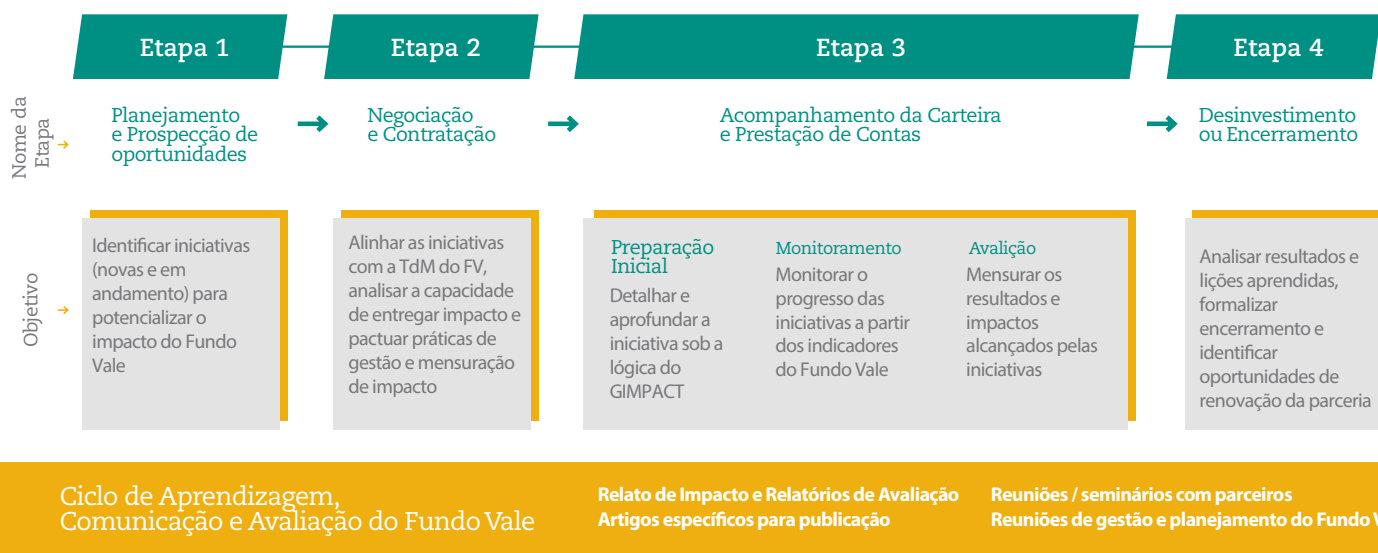 Etapa 1
Etapa 2
Etapa 3
Etapa 4
Nome da
Etapa
Planejamento
e Prospecção de
oportunidades
Negociação
e Contratação
Acompanhamento da Carteira
e Prestação de Contas
Desinvestimento
ou Encerramento
Objetivo
Identificar iniciativas
(novas e em
andamento) para
potencializar o
impacto do Fundo
Vale
Alinhar as iniciativas
com a TdM do FV,
analisar a capacidade
de entregar impacto e
pactuar práticas de
gestão e mensuração
de impacto
Preparação
Inicial
Detalhar e
aprofundar a
iniciativa sob a
lógica do
GIMPACT
Monitoramento
Monitorar o
progresso das
iniciativas a partir
dos indicadores
do Fundo Vale
Avalição
Mensurar os
resultados e
impactos
alcançados pelas
iniciativas
Analisar resultados e
lições aprendidas,
formalizar
encerramento e
identificar
oportunidades de
renovação da parceria
Ciclo de Aprendizagem,
Comunicação e Avaliação do Fundo Vale
Relato de Impacto e Relatórios de Avaliação
Artigos específicos para publicação
Reuniões / seminários com parceiros
Reuniões de gestão e planejamento do Fundo